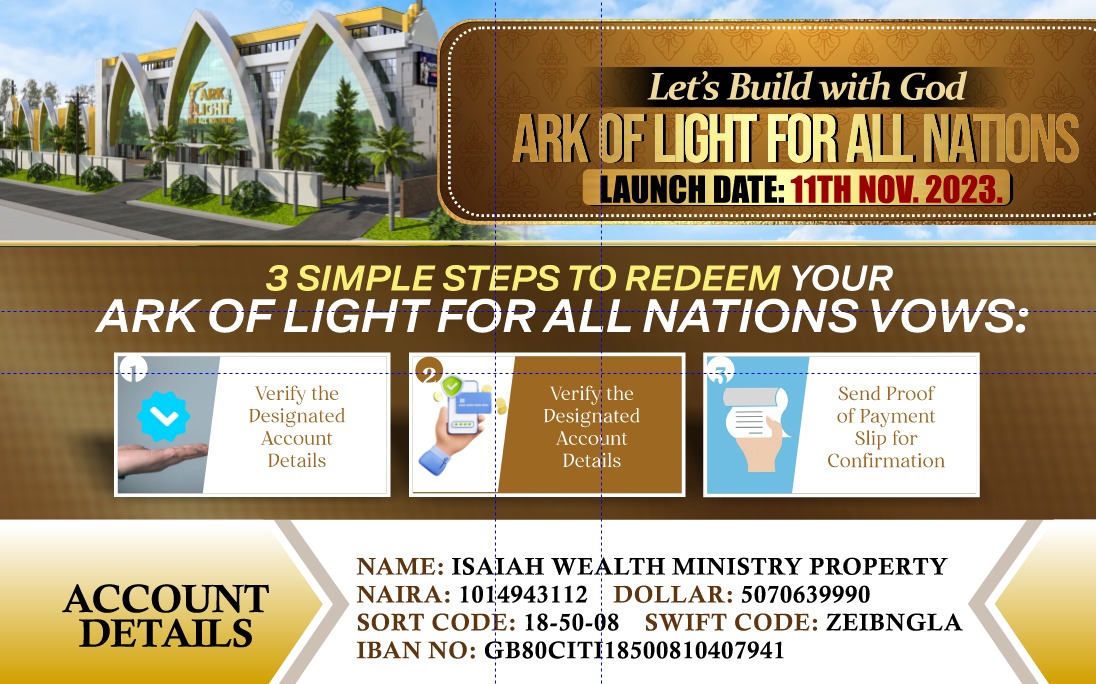 ARK
LIGHT
Let's Build with God
ARK OF LIGHT FOR ALL NATIONS
LAUNCH DATE: 11TH NOV. 2023.
3 SIMPLE STEPS TO REDEEM YOUR
ARK OF LIGHT FOR ALL NATIONS VOWS:
1
Verify the
Designated
Account
Details
2
Verify the
Designated
Account
Details
3
Send Proof
of Payment
Slip for
Confirmation
ACCOUNT
DETAILS
NAME: ISAIAH WEALTH MINISTRY PROPERTY
NAIRA: 1014943112 DOLLAR: 5070639990
SORT CODE: 18-50-08 SWIFT CODE: ZEIBNGLA
IBAN NO: GB80CITI18500810407941